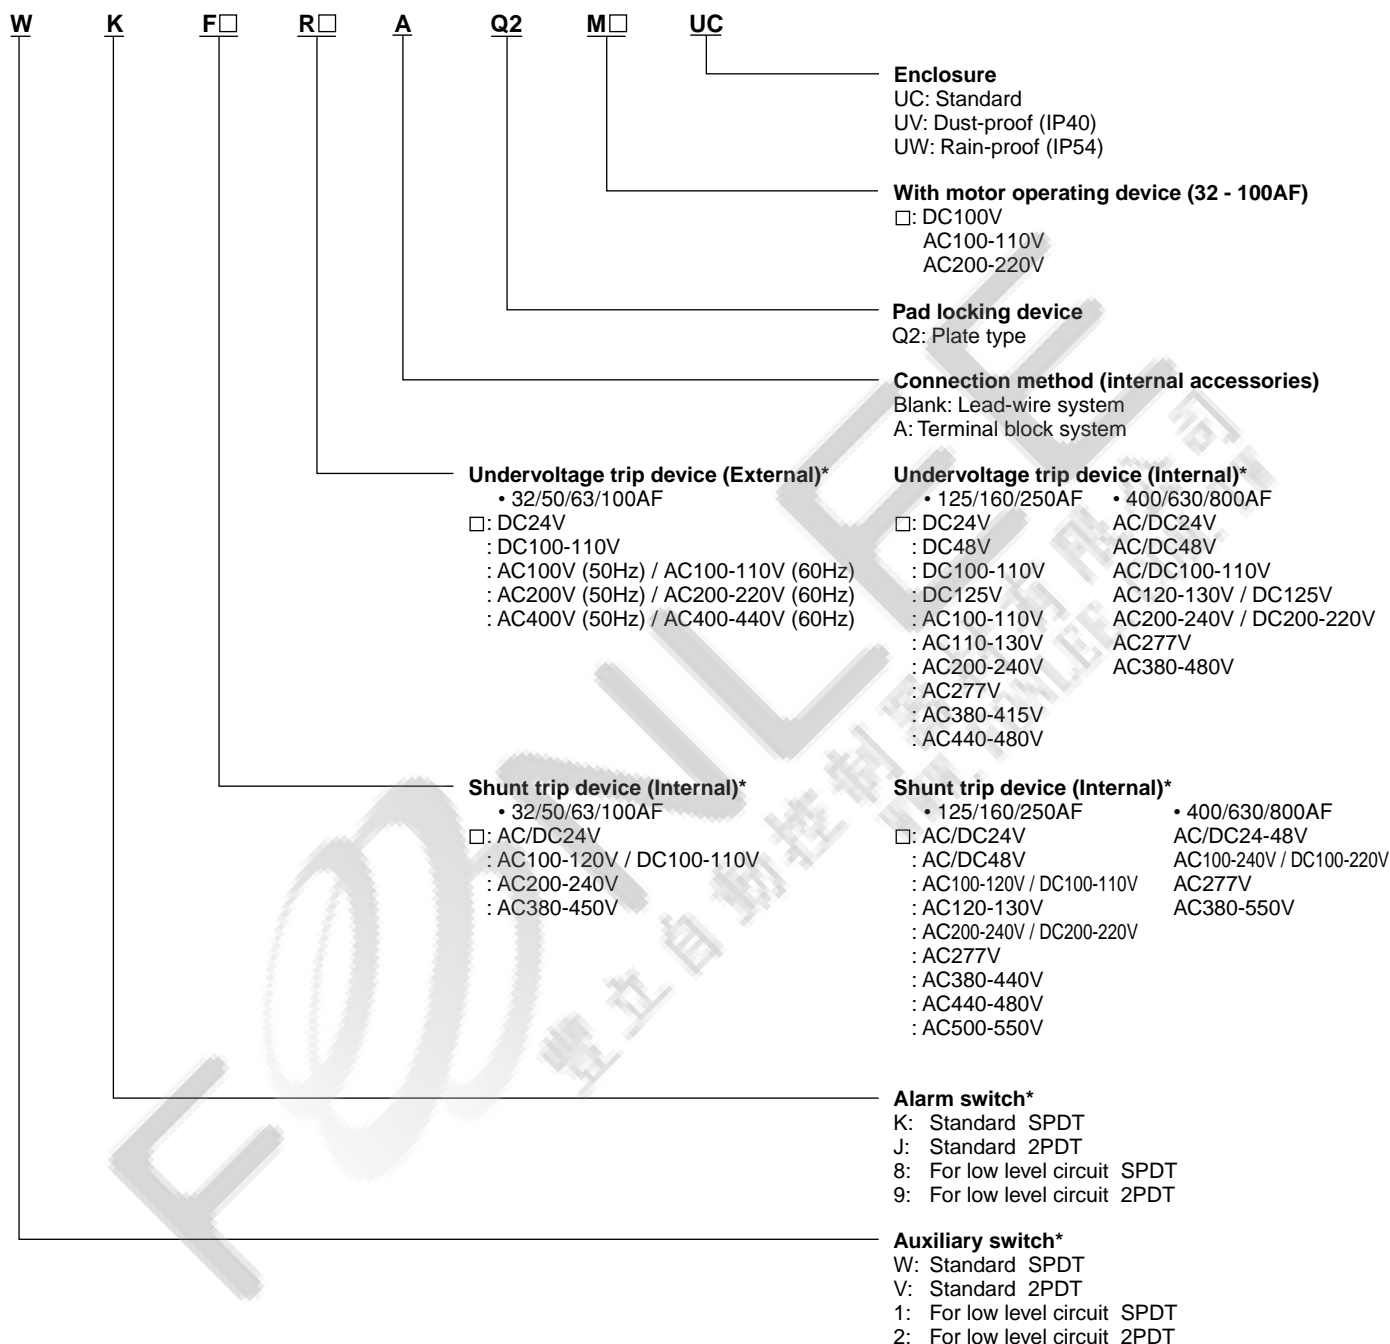 W K F□ R□ A Q2 M□ UC
Enclosure
UC: Standard
UV: Dust-proof (IP40)
UW: Rain-proof (IP54)
With motor operating device (32 - 100AF)
□: DC100V
AC100-110V
AC200-220V
Pad locking device
Q2: Plate type
Connection method (internal accessories)
Blank: Lead-wire system
A: Terminal block system
Undervoltage trip device (External)*
• 32/50/63/100AF
□: DC24V
: DC100-110V
: AC100V (50Hz) / AC100-110V (60Hz)
: AC200V (50Hz) / AC200-220V (60Hz)
: AC400V (50Hz) / AC400-440V (60Hz)
Undervoltage trip device (Internal)*
• 125/160/250AF
□: DC24V
: DC48V
: DC100-110V
: DC125V
: AC100-110V
: AC110-130V
: AC200-240V
: AC277V
: AC380-415V
: AC440-480V
• 400/630/800AF
AC/DC24V
AC/DC48V
AC/DC100-110V
AC120-130V / DC125V
AC200-240V / DC200-220V
AC277V
AC380-480V
Shunt trip device (Internal)*
• 32/50/63/100AF
□: AC/DC24V
: AC100-120V / DC100-110V
: AC200-240V
: AC380-450V
Shunt trip device (Internal)*
• 125/160/250AF
□: AC/DC24V
: AC/DC48V
: AC100-120V / DC100-110V
: AC120-130V
: AC200-240V / DC200-220V
: AC277V
: AC380-440V
: AC440-480V
: AC500-550V
• 400/630/800AF
AC/DC24-48V
AC100-240V / DC100-220V
AC277V
AC380-550V
Alarm switch*
K: Standard SPDT
J: Standard 2PDT
8: For low level circuit SPDT
9: For low level circuit 2PDT
Auxiliary switch*
W: Standard SPDT
V: Standard 2PDT
1: For low level circuit SPDT
2: For low level circuit 2PDT